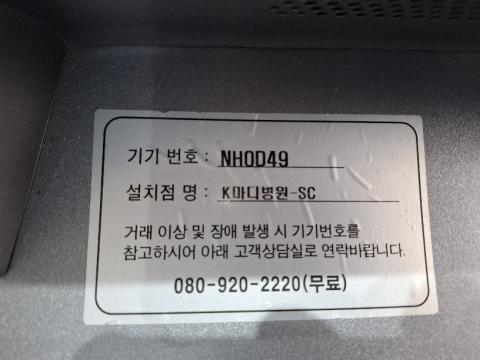 기기 번호 : NH0D49
설치점 명 : K마디병원-SC
거래 이상 및 장애 발생 시 기기번호를
참고하시어 아래 고객상담실로 연락바랍니다.
080-920-2220(무료)